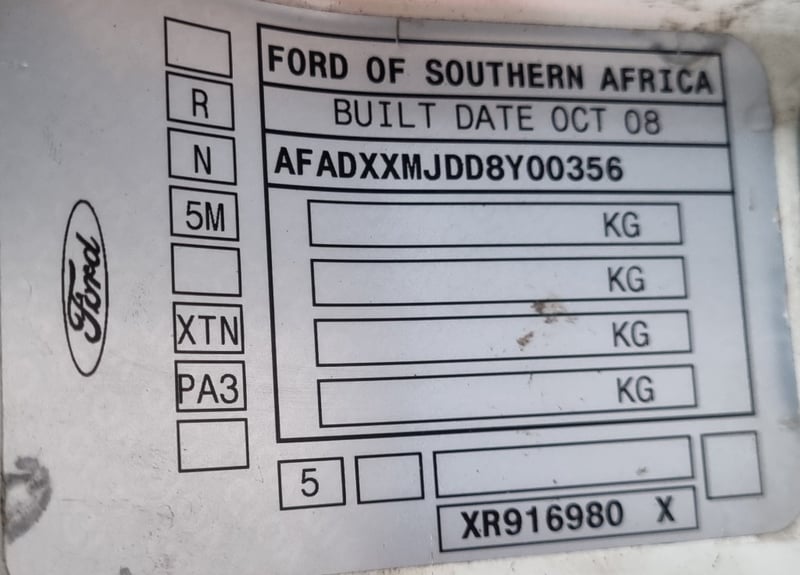 Ford
R
N
5M
XTN
PA3
FORD OF SOUTHERN AFRICA
BUILT DATE OCT 08
AFADXXMJDD8Y00356
KG
KG
KG
KG
5
XR916980 X